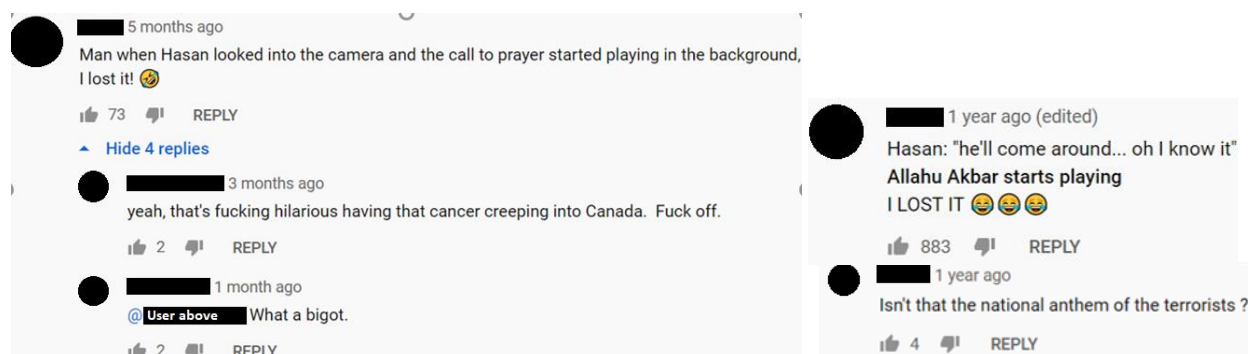 5 months ago
Man when Hasan looked into the camera and the call to prayer started playing in the background,
I lost it! 🤣
73 REPLY
Hide 4 replies
3 months ago
yeah, that's fucking hilarious having that cancer creeping into Canada.  Fuck off.
2 REPLY
1 month ago
@ User above What a bigot.
2 REPLY
1 year ago (edited)
Hasan: "he'll come around... oh I know it"
Allahu Akbar starts playing
I LOST IT 😂😂😂
883 REPLY
1 year ago
Isn't that the national anthem of the terrorists ?
4 REPLY